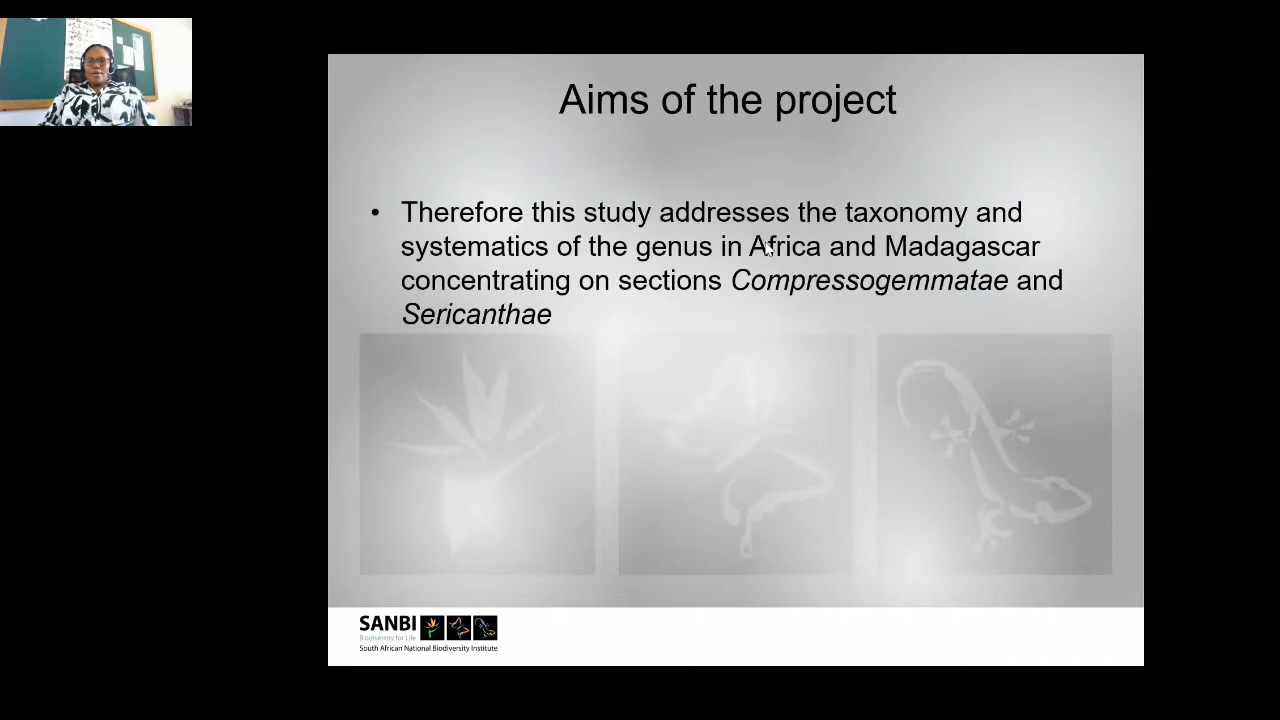 Aims of the project
• Therefore this study addresses the taxonomy and
systematics of the genus in Africa and Madagascar
concentrating on sections Compressogemmatae and
Sericanthae
SANBI
Biodiversity for Life
South African National Biodiversity Institute